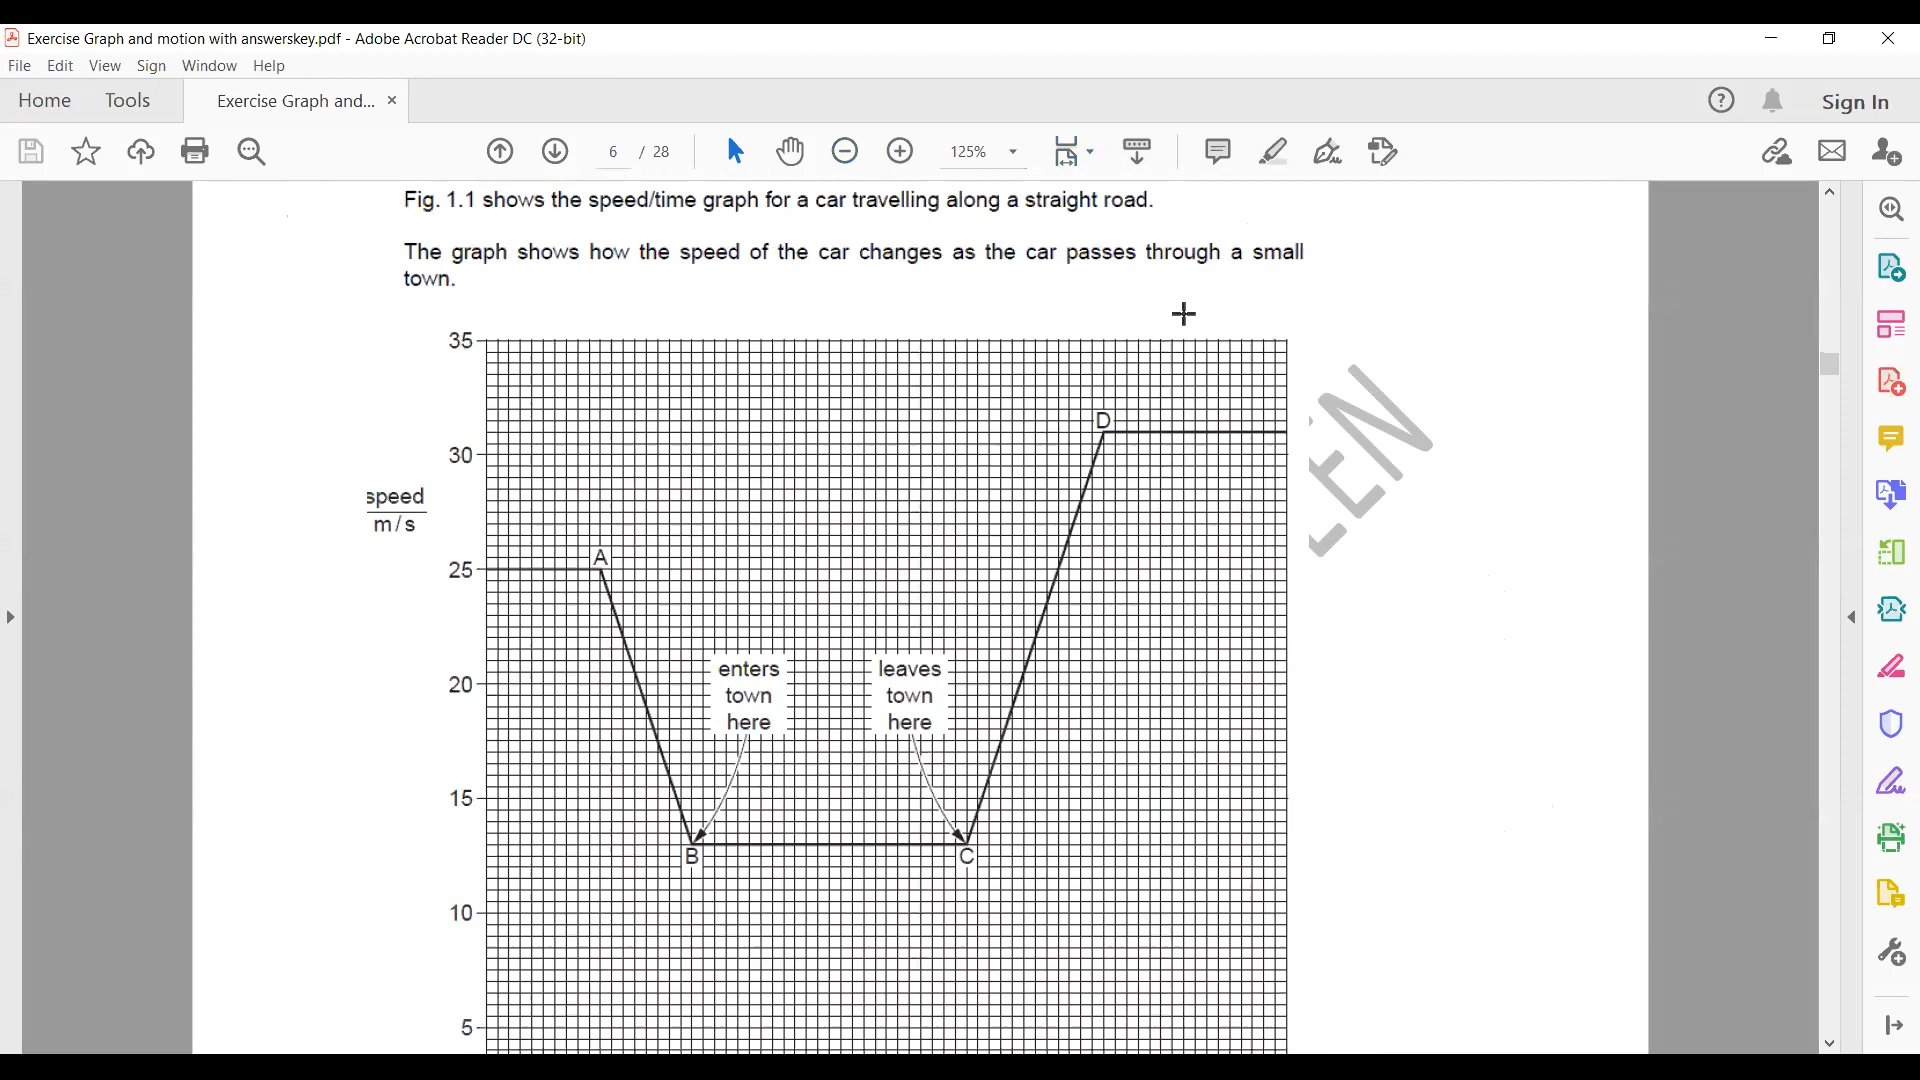 Exercise Graph and motion with answerskey.pdf - Adobe Acrobat Reader DC (32-bit)
File Edit View Sign Window Help
Home Tools Exercise Graph and... × Sign In
6 / 28 125%
Fig. 1.1 shows the speed/time graph for a car travelling along a straight road.
The graph shows how the speed of the car changes as the car passes through a small
town.
35
D
30
speed
m/s
A
25
enters
town
here
leaves
town
here
20
15
B
C
10
5